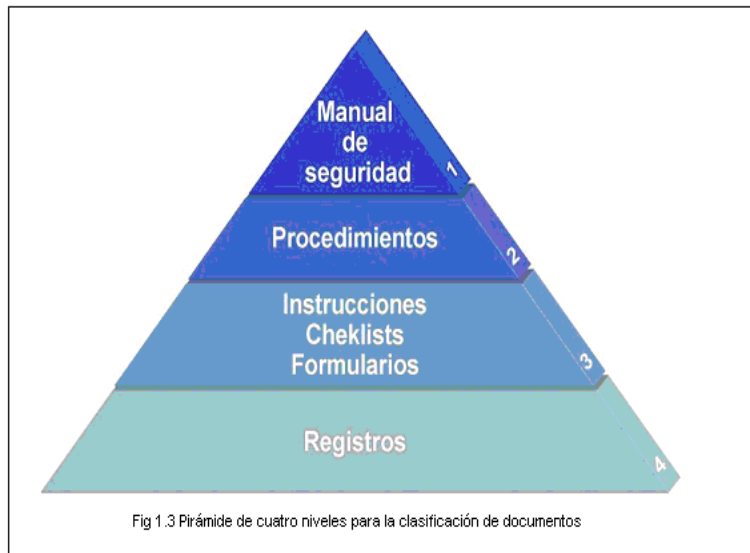 Manual
de
seguridad
1
Procedimientos
2
Instrucciones
Cheklists
Formularios
3
Registros
4
Fig 1.3 Pirámide de cuatro niveles para la clasificación de documentos